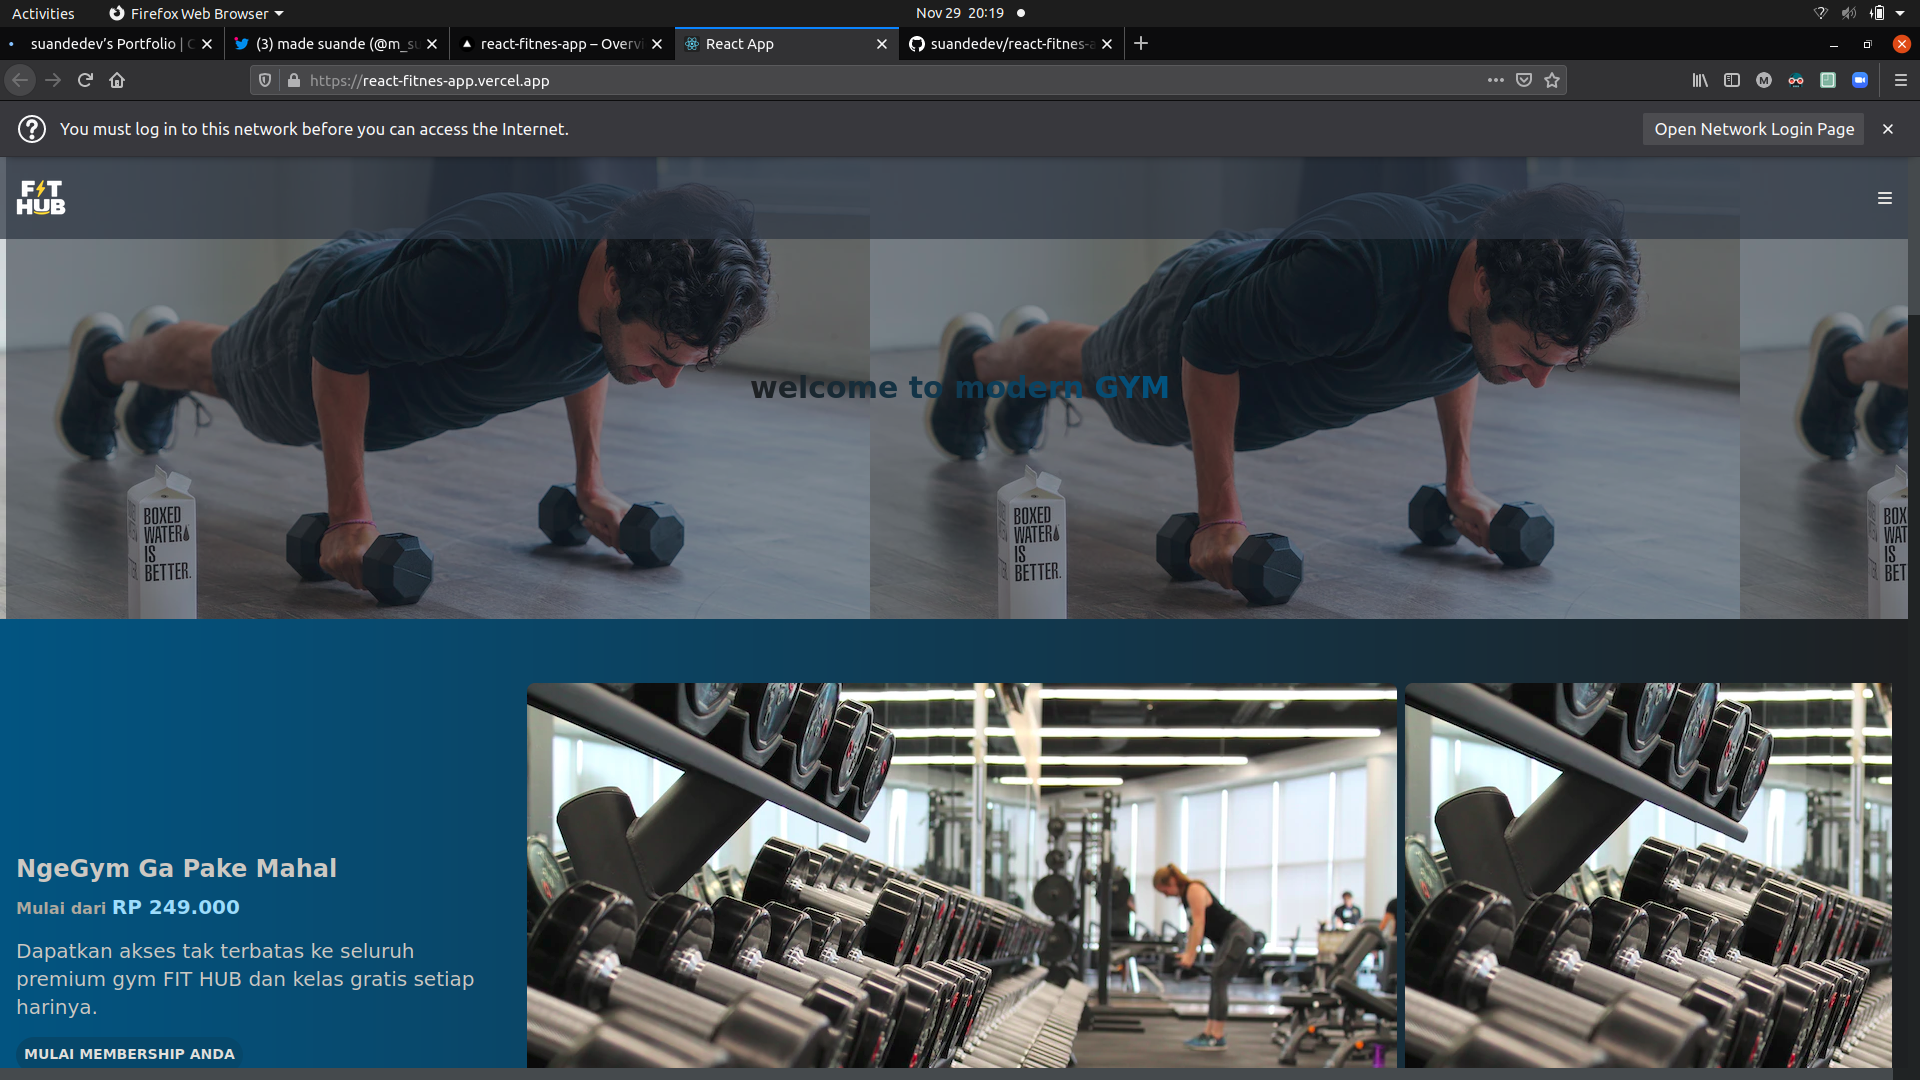 Activities
Firefox Web Browser
Nov 29 20:19
suandedev's Portfolio | C
(3) made suande (@m_su
react-fitnes-app – Overvi
React App
suandedev/react-fitnes-a
https://react-fitnes-app.vercel.app
M
You must log in to this network before you can access the Internet.
Open Network Login Page
FIT
HUB
welcome to modern GYM
BOXED
WATER
IS
BETTER.
BOXED
WATER
IS
BETTER.
BOX
WAT
IS
BET
NgeGym Ga Pake Mahal
Mulai dari RP 249.000
Dapatkan akses tak terbatas ke seluruh
premium gym FIT HUB dan kelas gratis setiap
harinya.
MULAI MEMBERSHIP ANDA